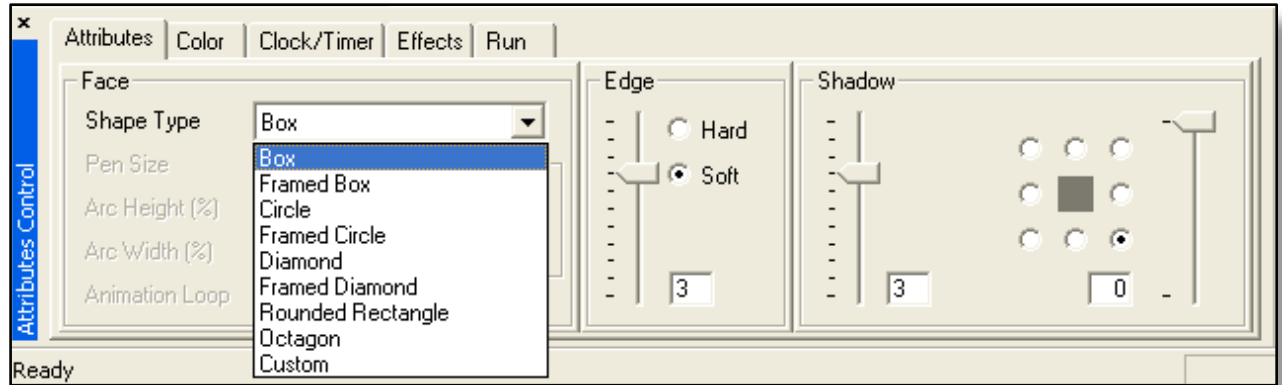 ×
Attributes Control
Attributes
Color
Clock/Timer
Effects
Run
Face
Shape Type
Box
Pen Size
Arc Height (%)
Arc Width (%)
Animation Loop
Box
Framed Box
Circle
Framed Circle
Diamond
Framed Diamond
Rounded Rectangle
Octagon
Custom
Edge
Hard
Soft
3
Shadow
3
0
Ready